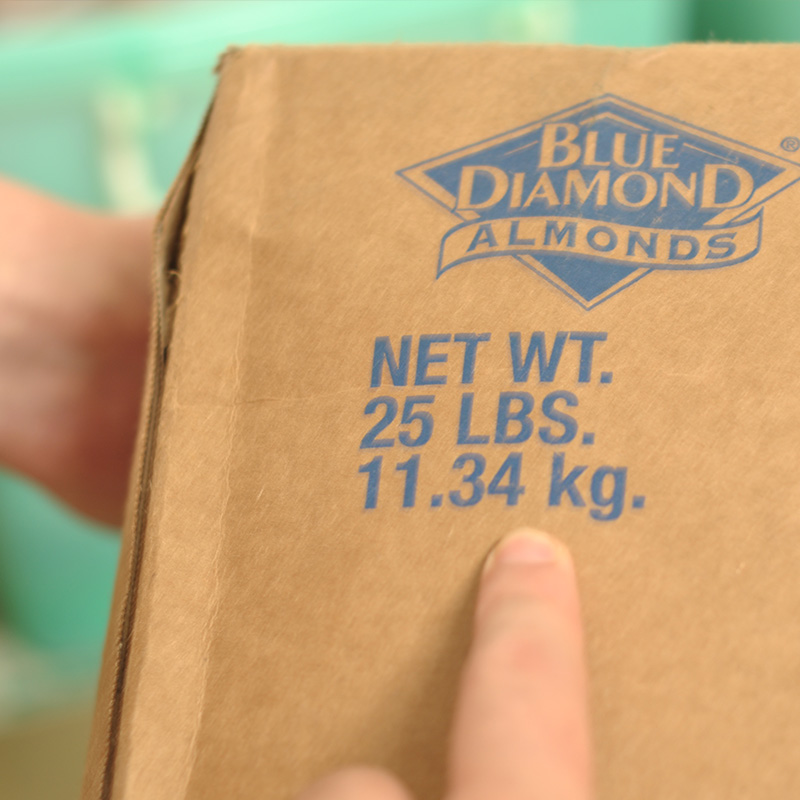 BLUE
DIAMOND®
ALMONDS
NET WT.
25 LBS.
11.34 kg.